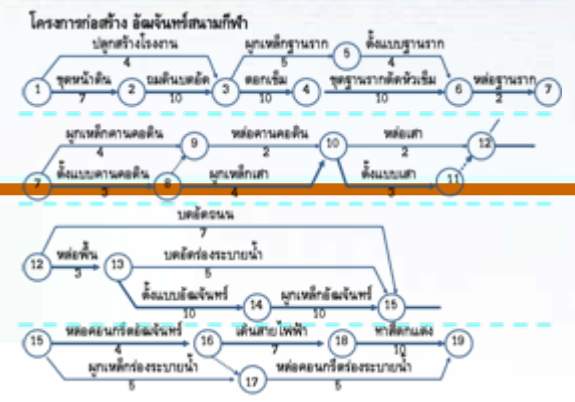 โครงการก่อสร้าง อัฒจันทร์สนามกีฬา
ปลูกสร้างโรงงาน
4
ผูกเหล็กฐานราก
5
5
ตั้งแบบฐานราก
4
1
ขุดหน้าดิน
7
2
ถมดินบดอัด
10
3
ตอกเข็ม
10
4
ขุดฐานรากตัดหัวเข็ม
10
6
หล่อฐานราก
2
7
ผูกเหล็กคานคอดิน
4
9
หล่อคานคอดิน
2
10
หล่อเสา
2
12
7
ตั้งแบบคานคอดิน
3
8
ผูกเหล็กเสา
4
ตั้งแบบเสา
3
11
บดอัดถนน
7
12
หล่อพื้น
3
13
บดอัดร่องระบายน้ำ
5
ตั้งแบบอัฒจันทร์
10
14
ผูกเหล็กอัฒจันทร์
10
15
15
หล่อคอนกรีตอัฒจันทร์
4
16
เดินสายไฟฟ้า
7
18
ทาสีตกแต่ง
10
19
ผูกเหล็กร่องระบายน้ำ
5
17
หล่อคอนกรีตร่องระบายน้ำ
5